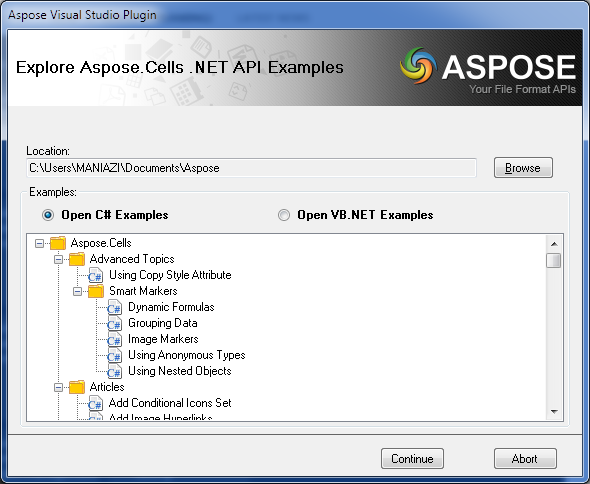 Aspose Visual Studio Plugin
Explore Aspose.Cells .NET API Examples
ASPOSE
Your File Format APIs
Location:
C:\Users\MANIAZI\Documents\Aspose
Browse
Examples:
Open C# Examples
Open VB.NET Examples
Aspose.Cells
Advanced Topics
C# Using Copy Style Attribute
Smart Markers
C# Dynamic Formulas
C# Grouping Data
C# Image Markers
C# Using Anonymous Types
C# Using Nested Objects
Articles
C# Add Conditional Icons Set
C# Add Image Hyperlinks
Continue
Abort